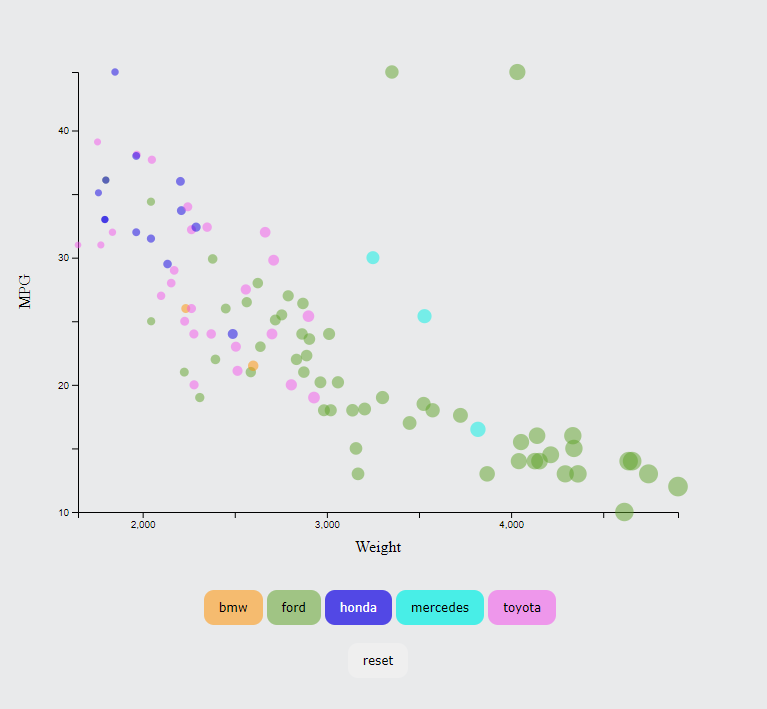 40
30
20
10
MPG
2,000
3,000
4,000
Weight
bmw
ford
honda
mercedes
toyota
reset